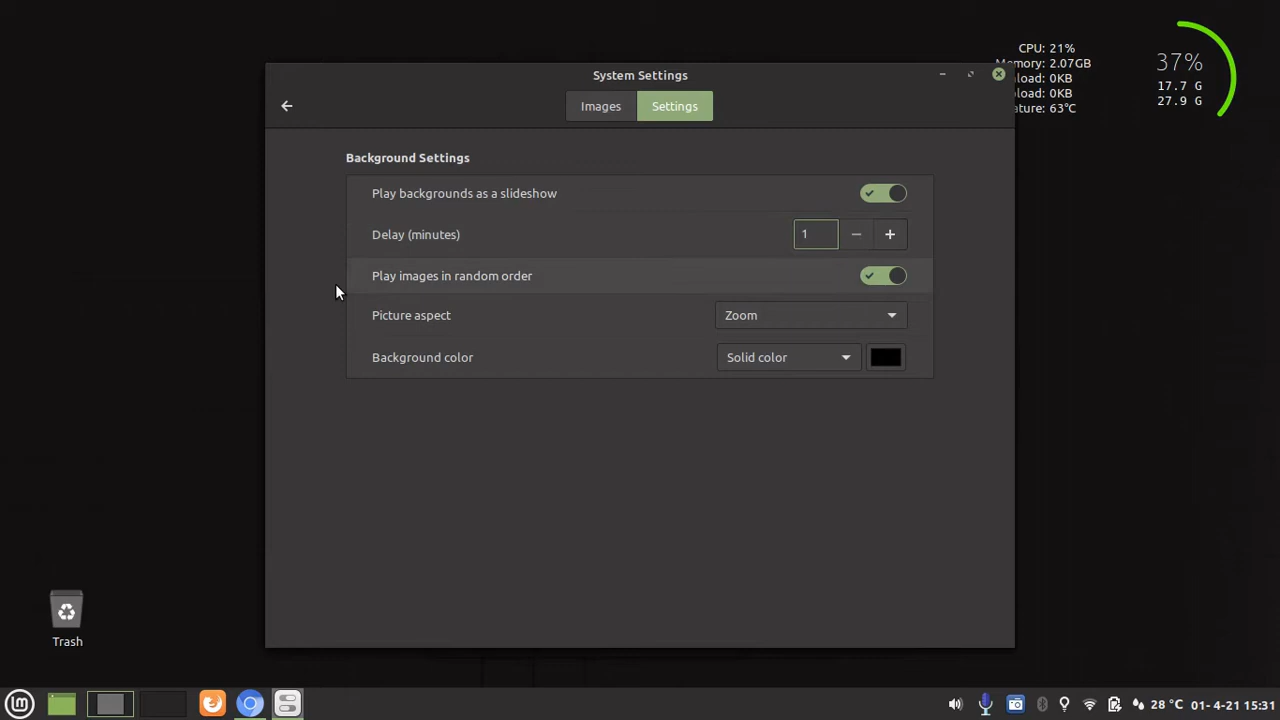 System Settings
Images
Settings
Background Settings
Play backgrounds as a slideshow
Delay (minutes)
1
Play images in random order
Picture aspect
Zoom
Background color
Solid color
CPU: 21%
Memory: 2.07GB
load: 0KB
load: 0KB
ature: 63°C
37%
17.7 G
27.9 G
Trash
28 °C
01- 4-21 15:31